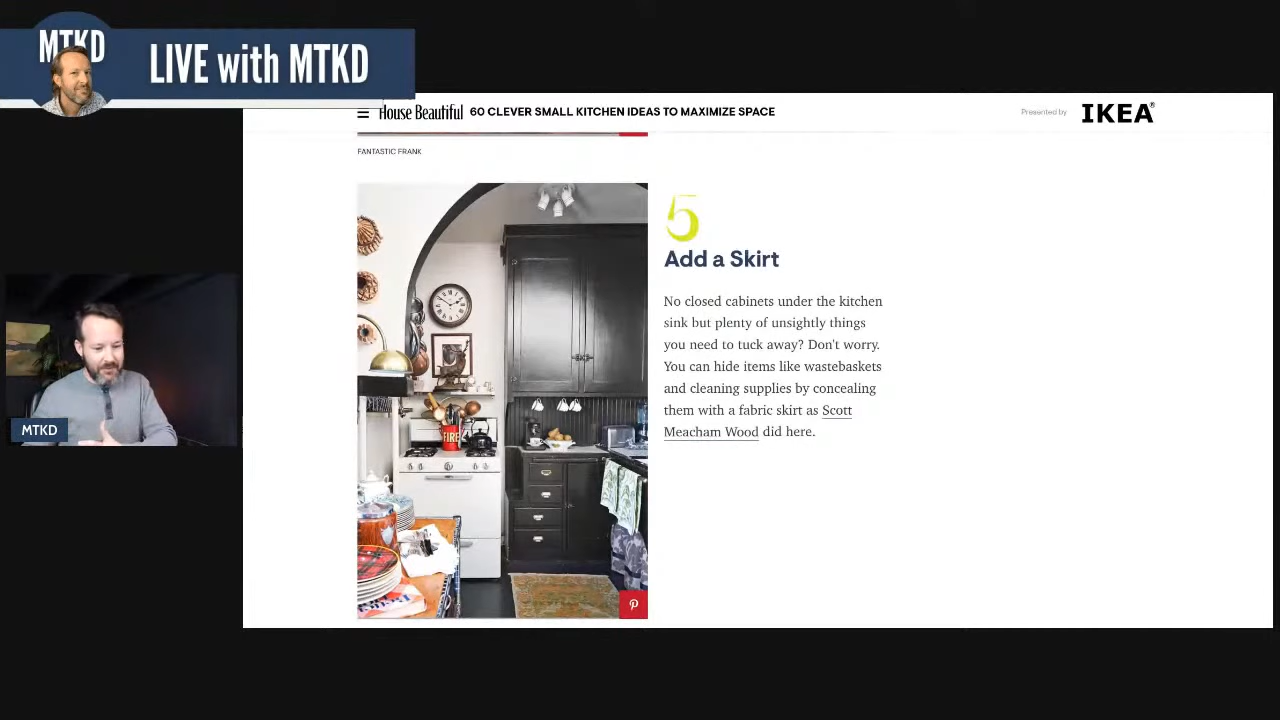 MTKD
LIVE with MTKD
House Beautiful
60 CLEVER SMALL KITCHEN IDEAS TO MAXIMIZE SPACE
Presented by
IKEA®
FANTASTIC FRANK
5
Add a Skirt
No closed cabinets under the kitchen
sink but plenty of unsightly things
you need to tuck away? Don't worry.
You can hide items like wastebaskets
and cleaning supplies by concealing
them with a fabric skirt as Scott
Meacham Wood did here.
FIRE
MTKD